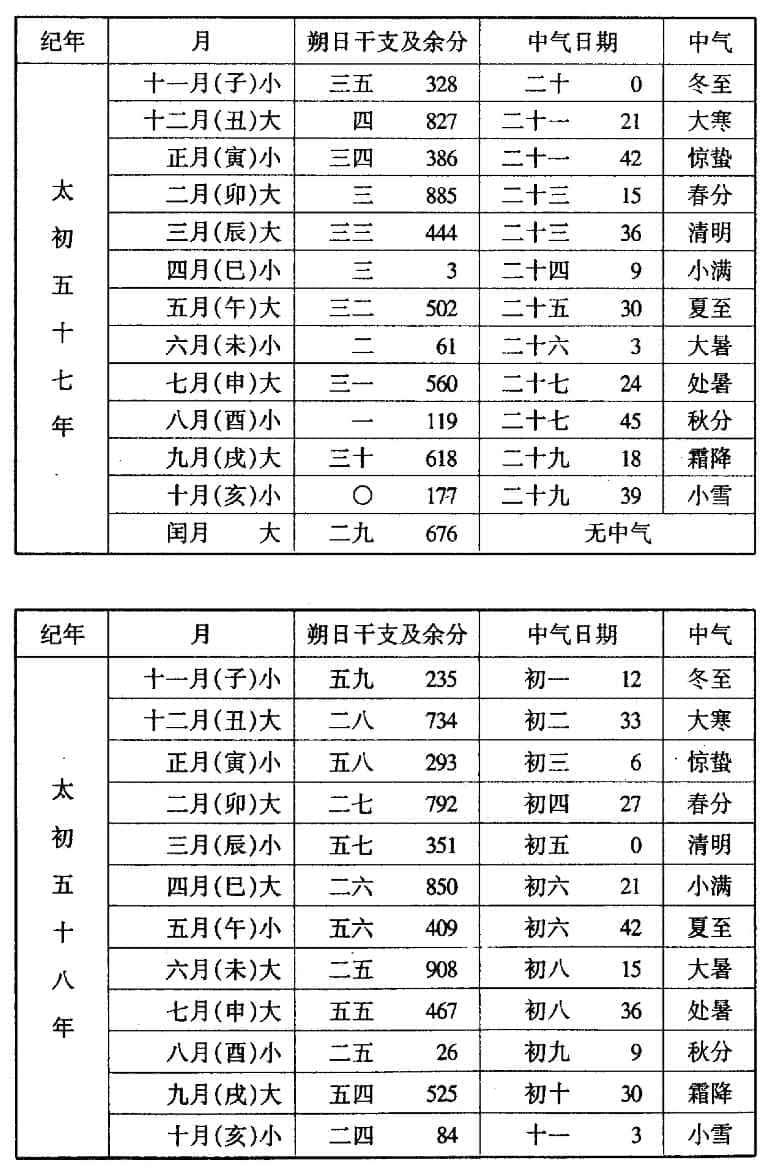 纪年 月 朔日干支及余分 中气日期 中气
太初五十七年
十一月(子)小 三五 328 二十 0 冬至
十二月(丑)大 四 827 二十一 21 大寒
正月(寅)小 三四 386 二十一 42 惊蛰
二月(卯)大 三 885 二十三 15 春分
三月(辰)大 三三 444 二十三 36 清明
四月(巳)小 三 3 二十四 9 小满
五月(午)大 三二 502 二十五 30 夏至
六月(未)小 二 61 二十六 3 大暑
七月(申)大 三一 560 二十七 24 处暑
八月(酉)小 一 119 二十七 45 秋分
九月(戌)大 三十 618 二十九 18 霜降
十月(亥)小 〇 177 二十九 39 小雪
闰月 大 二九 676 无中气
纪年 月 朔日干支及余分 中气日期 中气
太初五十八年
十一月(子)小 五九 235 初一 12 冬至
十二月(丑)大 二八 734 初二 33 大寒
正月(寅)小 五八 293 初三 6 惊蛰
二月(卯)大 二七 792 初四 27 春分
三月(辰)小 五七 351 初五 0 清明
四月(巳)大 二六 850 初六 21 小满
五月(午)小 五六 409 初六 42 夏至
六月(未)大 二五 908 初八 15 大暑
七月(申)大 五五 467 初八 36 处暑
八月(酉)小 二五 26 初九 9 秋分
九月(戌)大 五四 525 初十 30 霜降
十月(亥)小 二四 84 十一 3 小雪